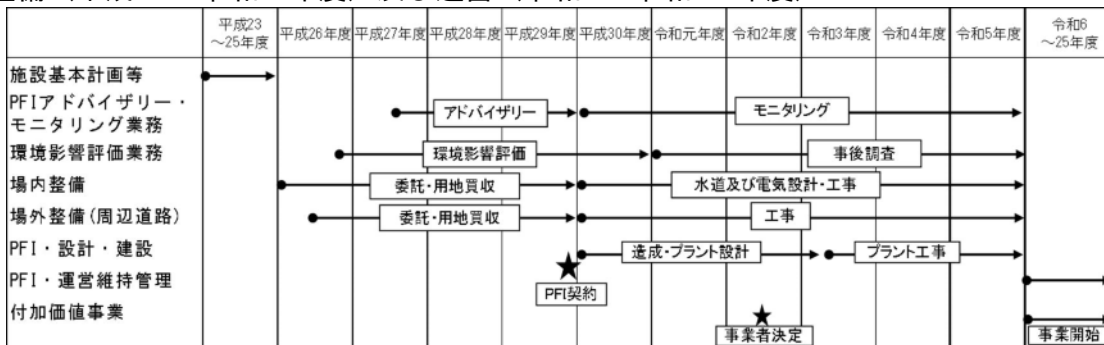 平成23
～25年度
平成26年度 平成27年度 平成28年度 平成29年度 平成30年度 令和元年度 令和2年度 令和3年度 令和4年度 令和5年度
令和6
～25年度
施設基本計画等
PFIアドバイザリー・
モニタリング業務
アドバイザリー モニタリング
環境影響評価業務 環境影響評価 事後調査
場内整備 委託・用地買収 水道及び電気設計・工事
場外整備(周辺道路) 委託・用地買収 工事
PFI・設計・建設 造成・プラント設計 プラント工事
PFI・運営維持管理
PFI契約
付加価値事業
事業者決定 事業開始